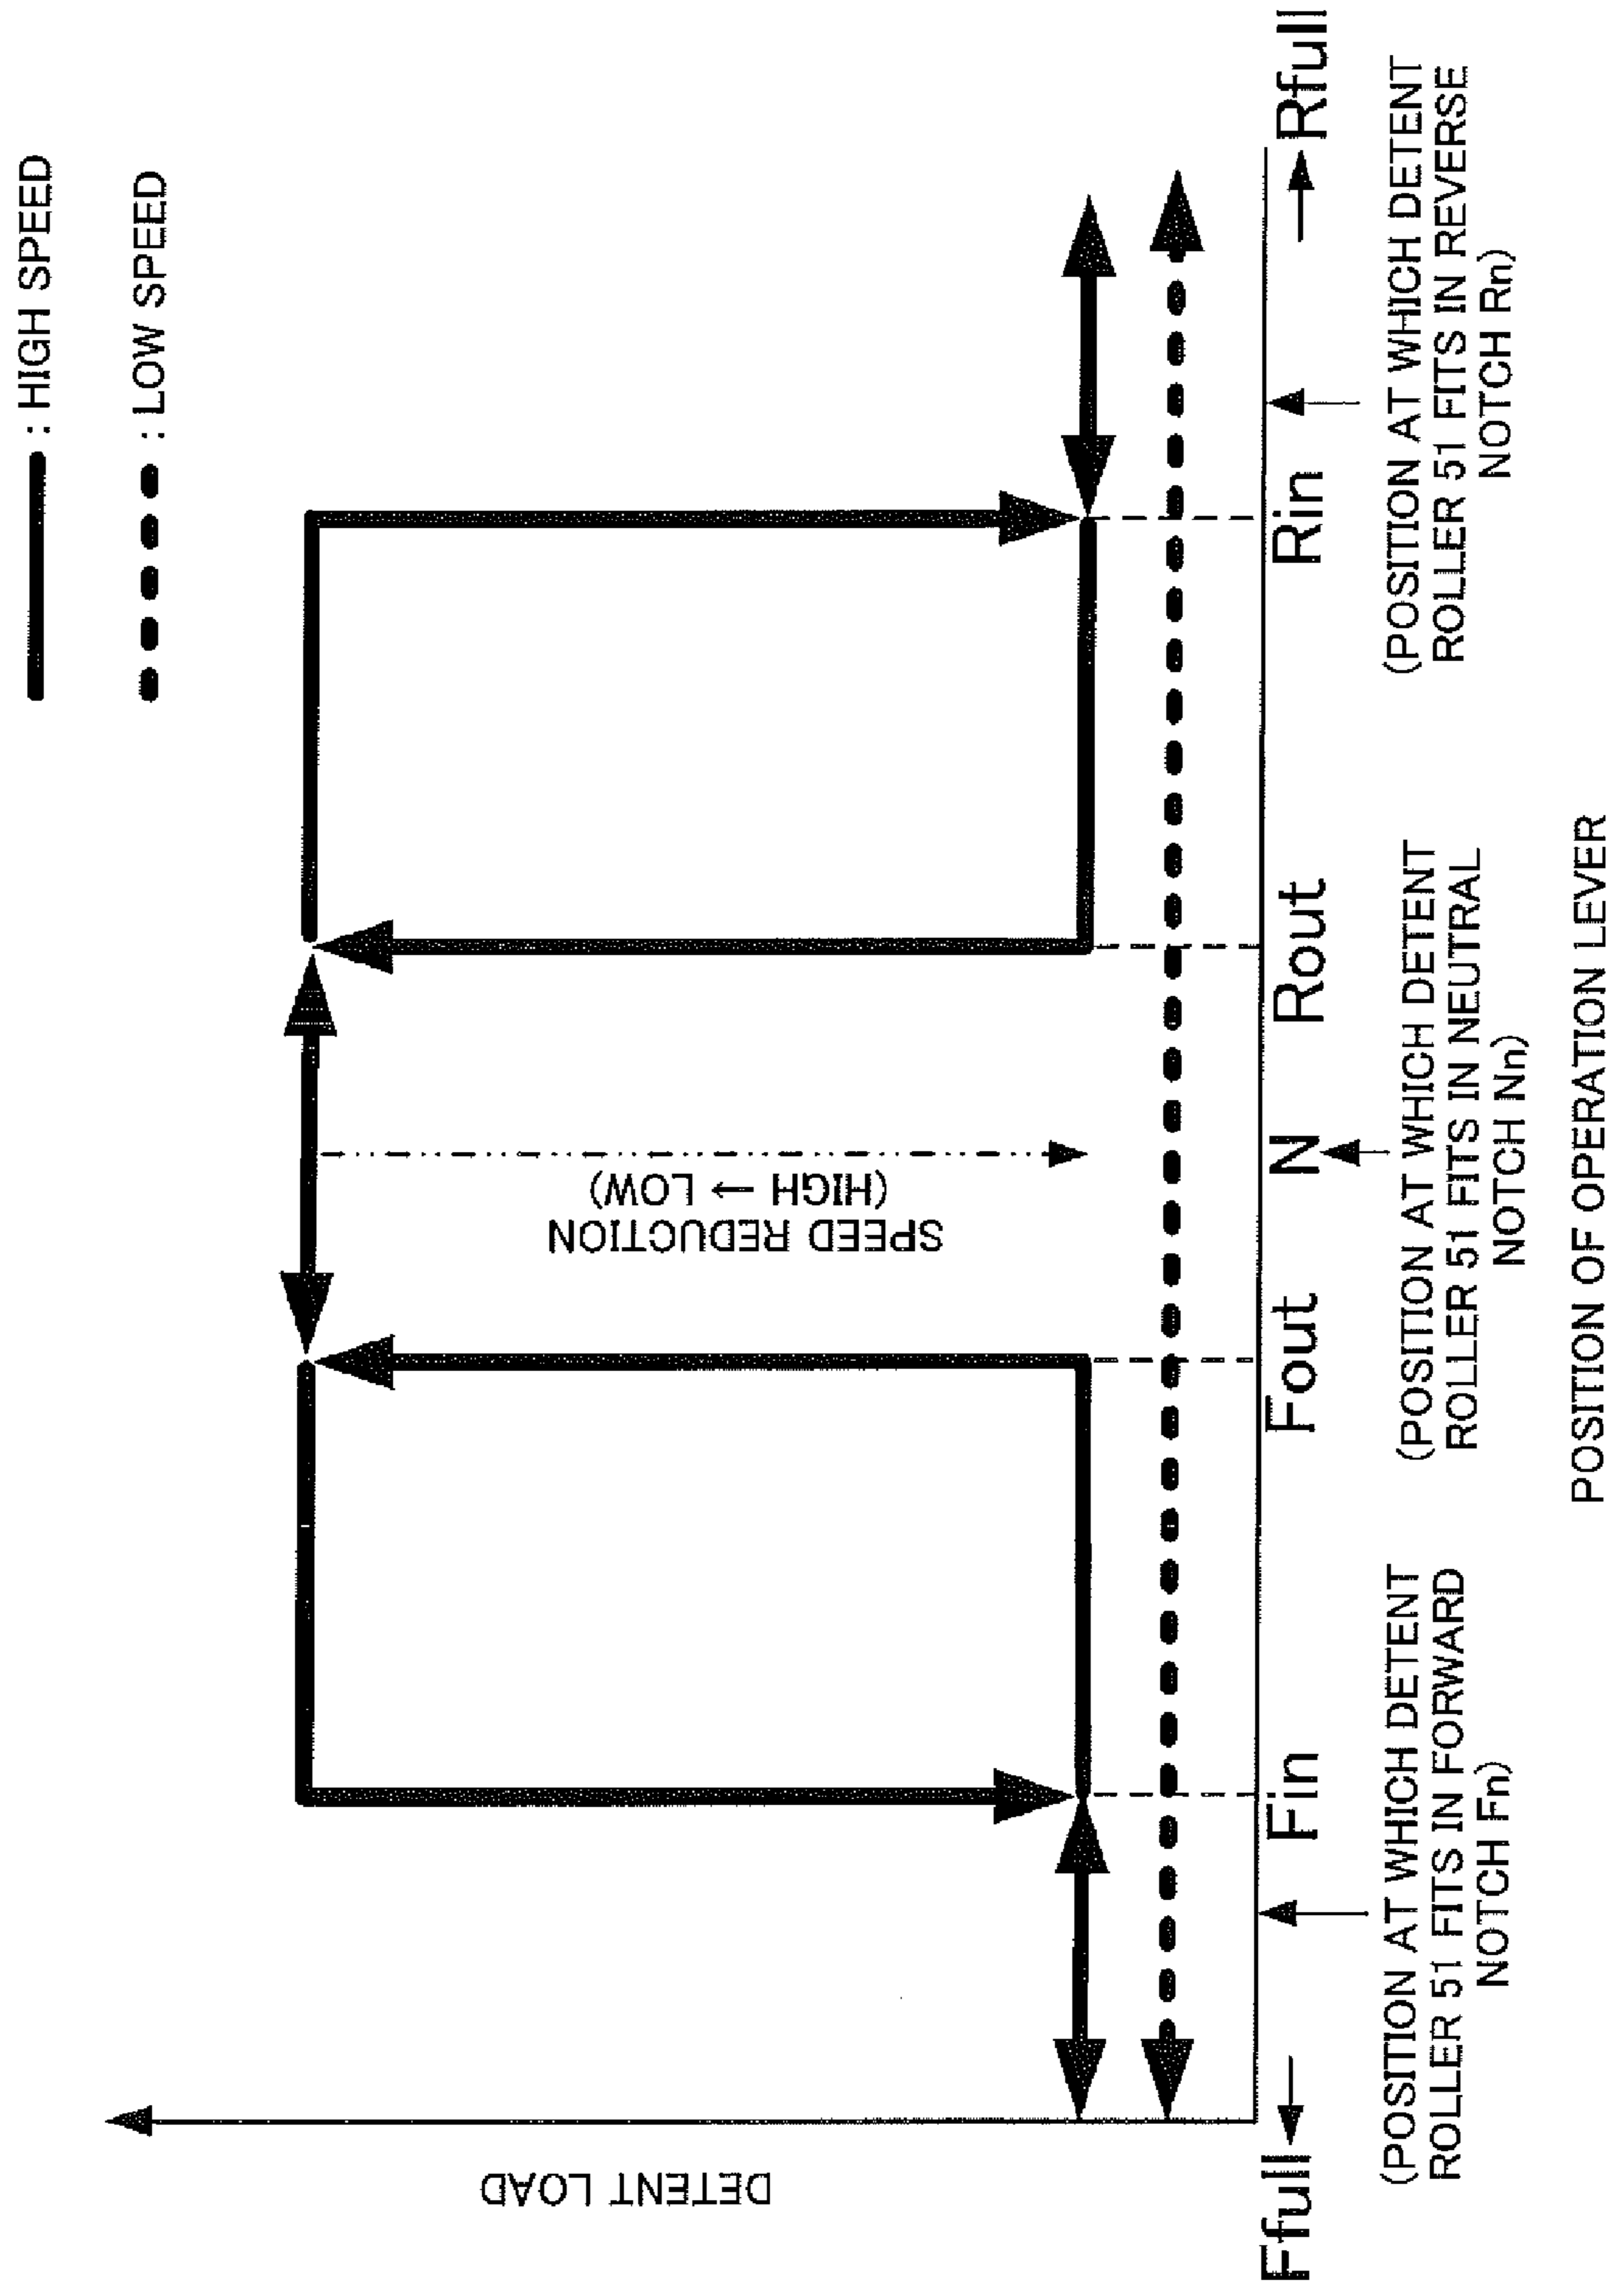 : HIGH SPEED
: LOW SPEED
DETENT LOAD
SPEED REDUCTION
(HIGH → LOW)
Ffull ← Fin Fout N Rout Rin → Rfull
(POSITION AT WHICH DETENT
ROLLER 51 FITS IN FORWARD
NOTCH Fn)
(POSITION AT WHICH DETENT
ROLLER 51 FITS IN NEUTRAL
NOTCH Nn)
(POSITION AT WHICH DETENT
ROLLER 51 FITS IN REVERSE
NOTCH Rn)
POSITION OF OPERATION LEVER